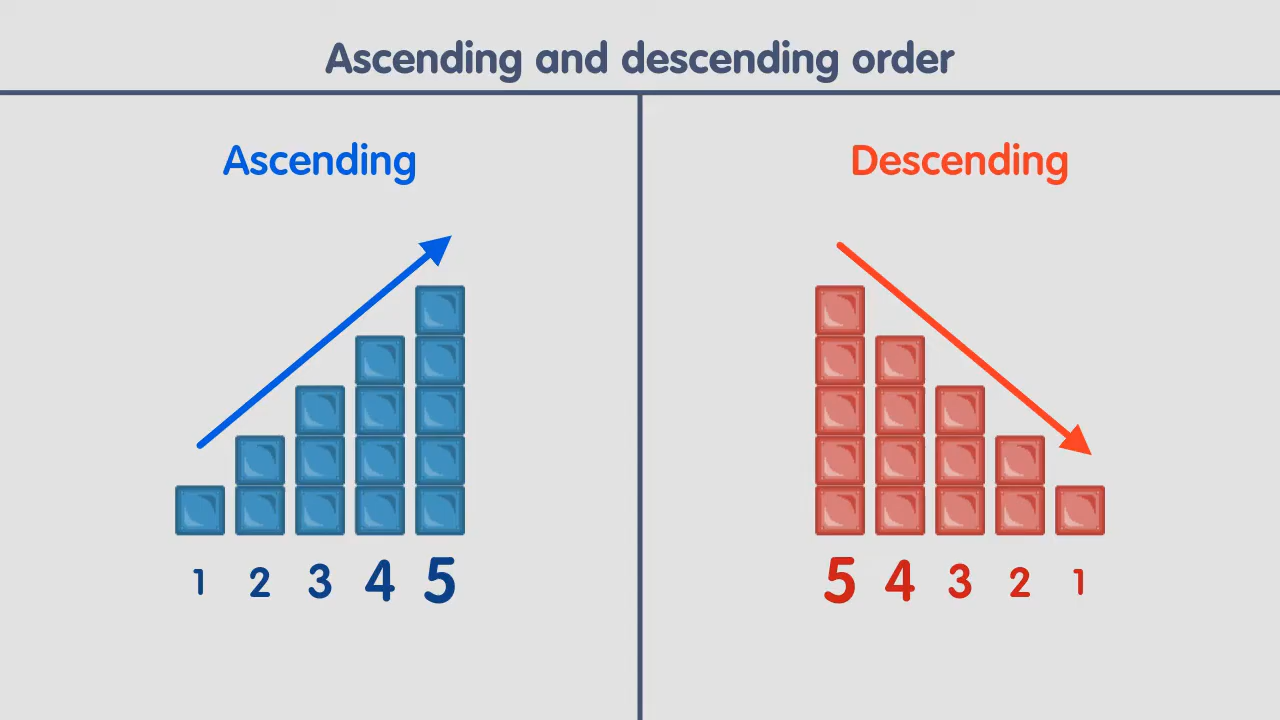 Ascending and descending order
Ascending
Descending
1 2 3 4 5
5 4 3 2 1